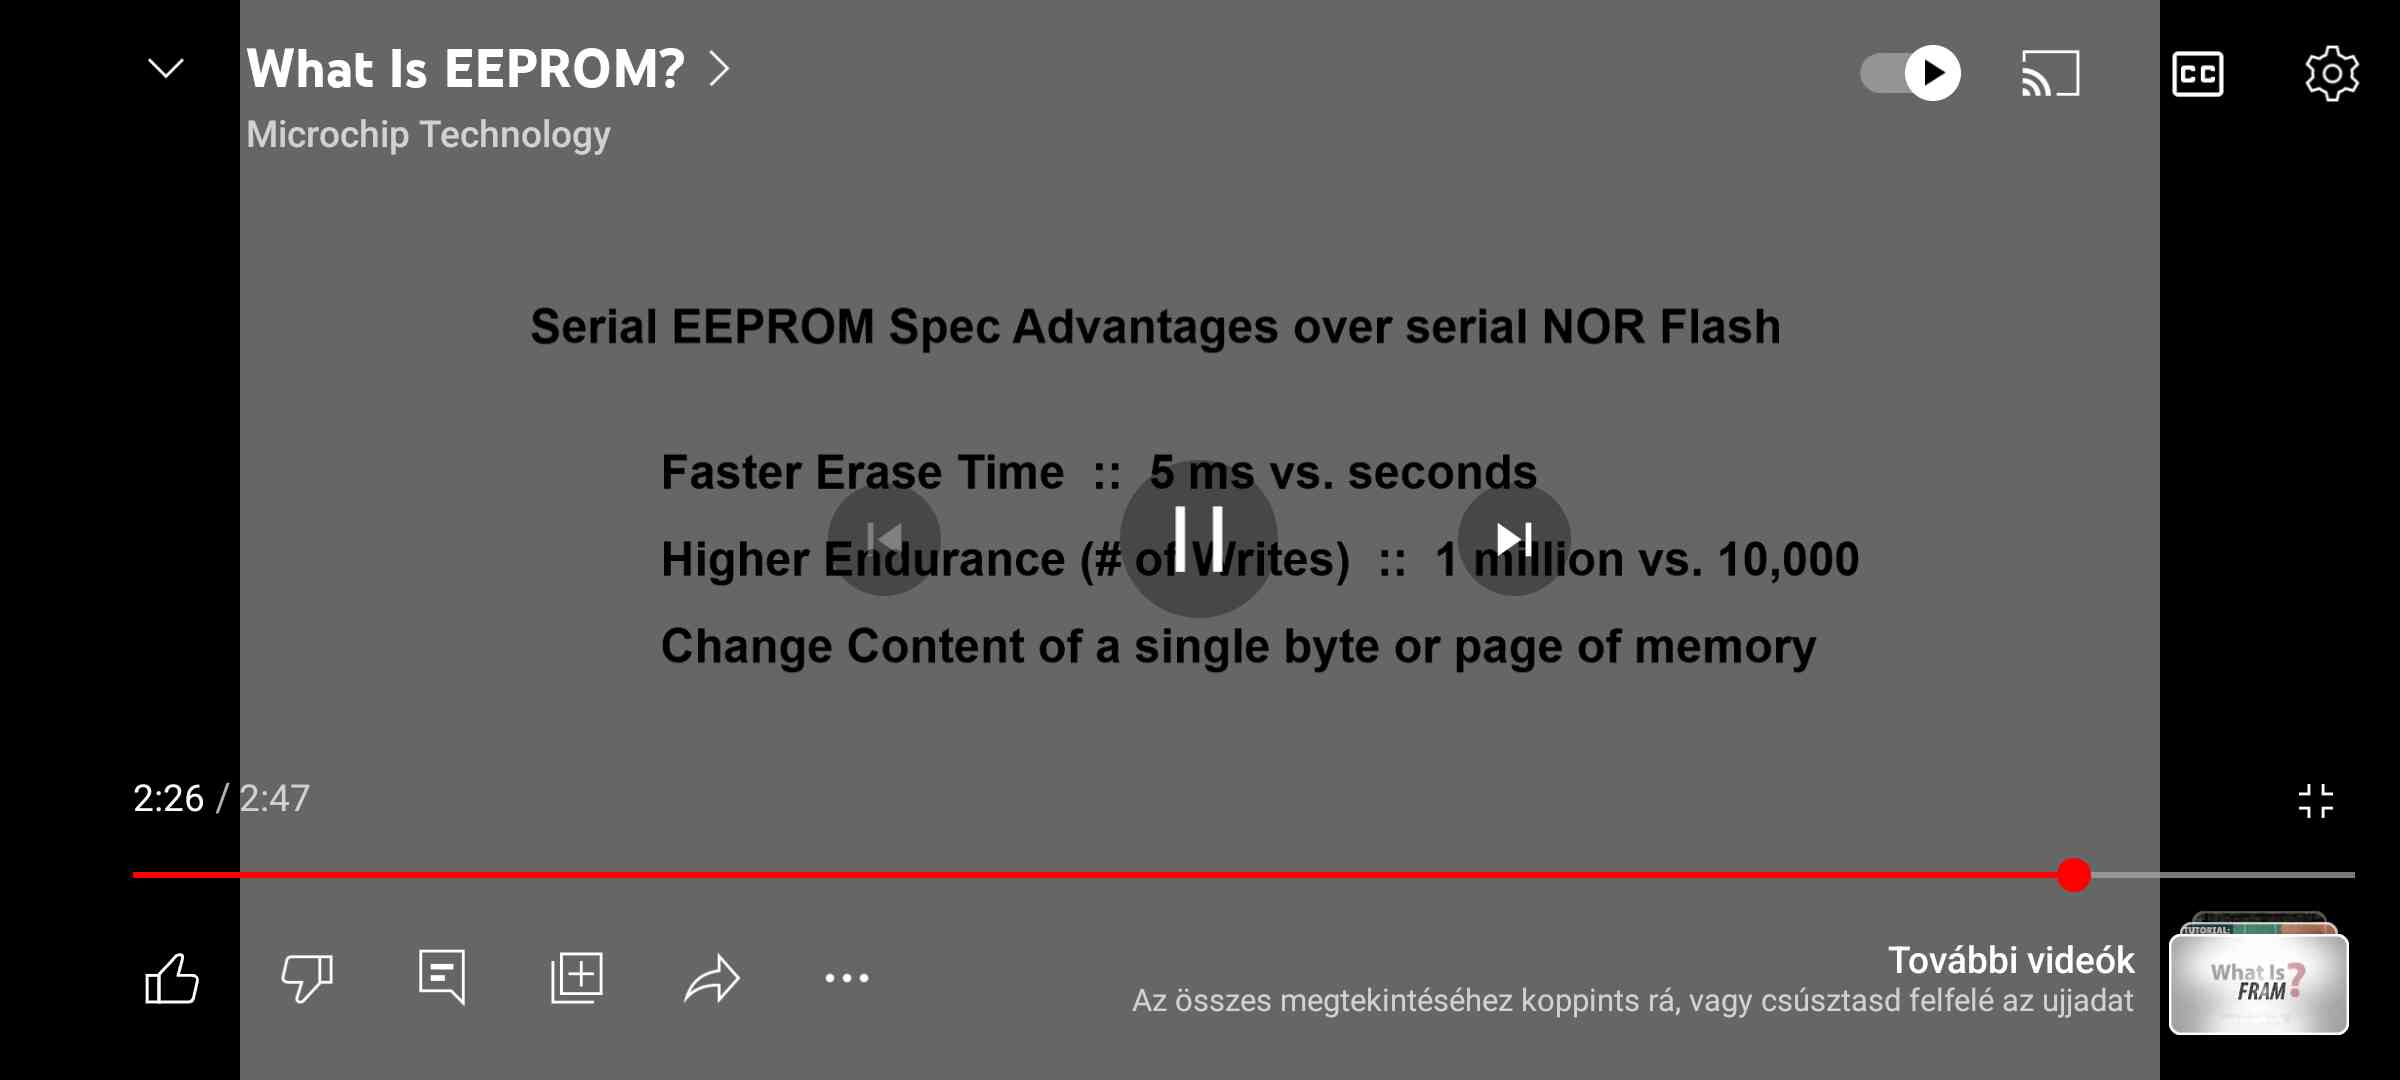 What Is EEPROM?
Microchip Technology
CC
Serial EEPROM Spec Advantages over serial NOR Flash
Faster Erase Time :: 5 ms vs. seconds
Higher Endurance (# of Writes) :: 1 million vs. 10,000
Change Content of a single byte or page of memory
2:26 / 2:47
További videók
Az összes megtekintéséhez koppints rá, vagy csúsztasd felfelé az ujjadat
TUTORIAL:
What Is
FRAM?